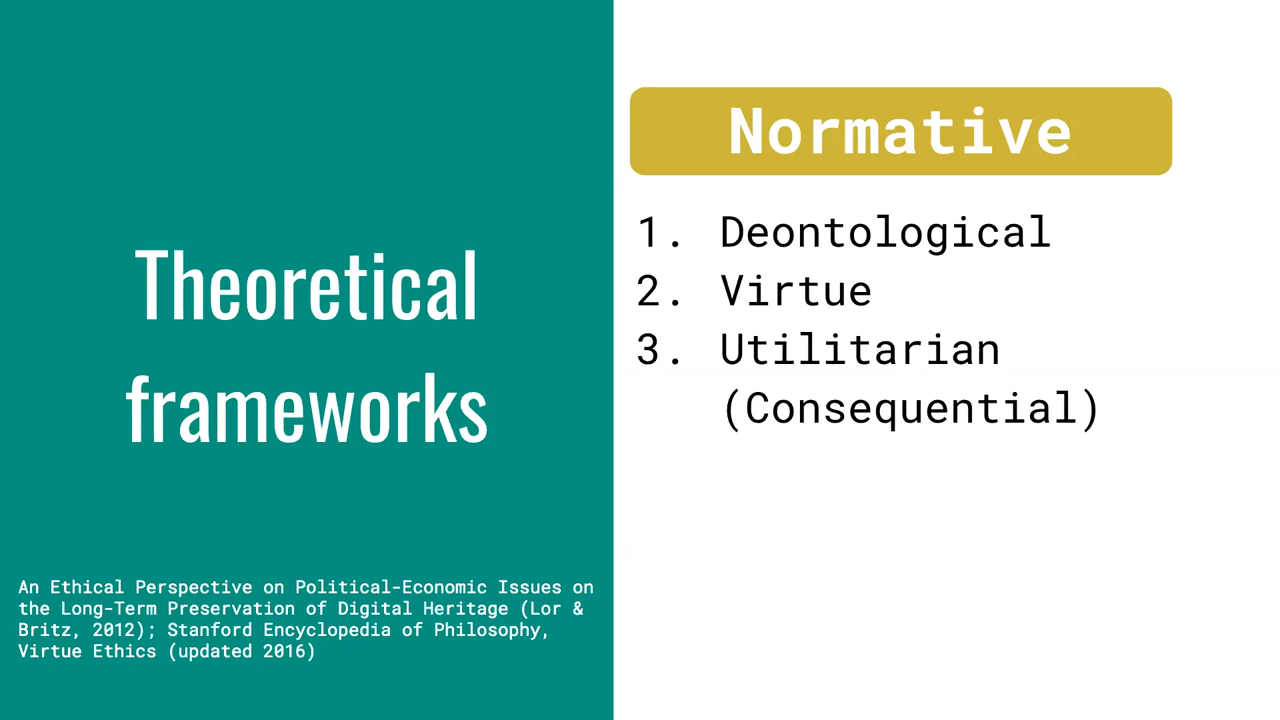 Theoretical
frameworks
An Ethical Perspective on Political-Economic Issues on
the Long-Term Preservation of Digital Heritage (Lor &
Britz, 2012); Stanford Encyclopedia of Philosophy,
Virtue Ethics (updated 2016)
Normative
1. Deontological
2. Virtue
3. Utilitarian
(Consequential)